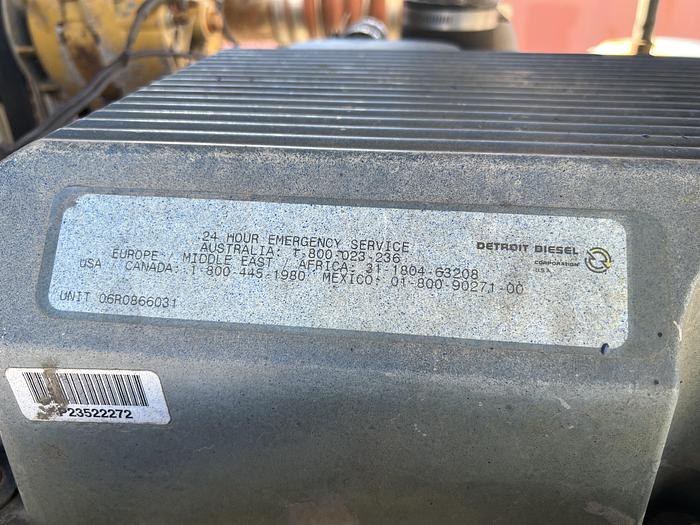 24 HOUR EMERGENCY SERVICE
AUSTRALIA: 1-800-023-236
EUROPE / MIDDLE EAST / AFRICA: 31-1804-63208
USA / CANADA: 1-800-445-1980 MEXICO: 01-800-90271-00
UNIT 06R0866031
DETROIT DIESEL
CORPORATION
U.S.A
P23522272